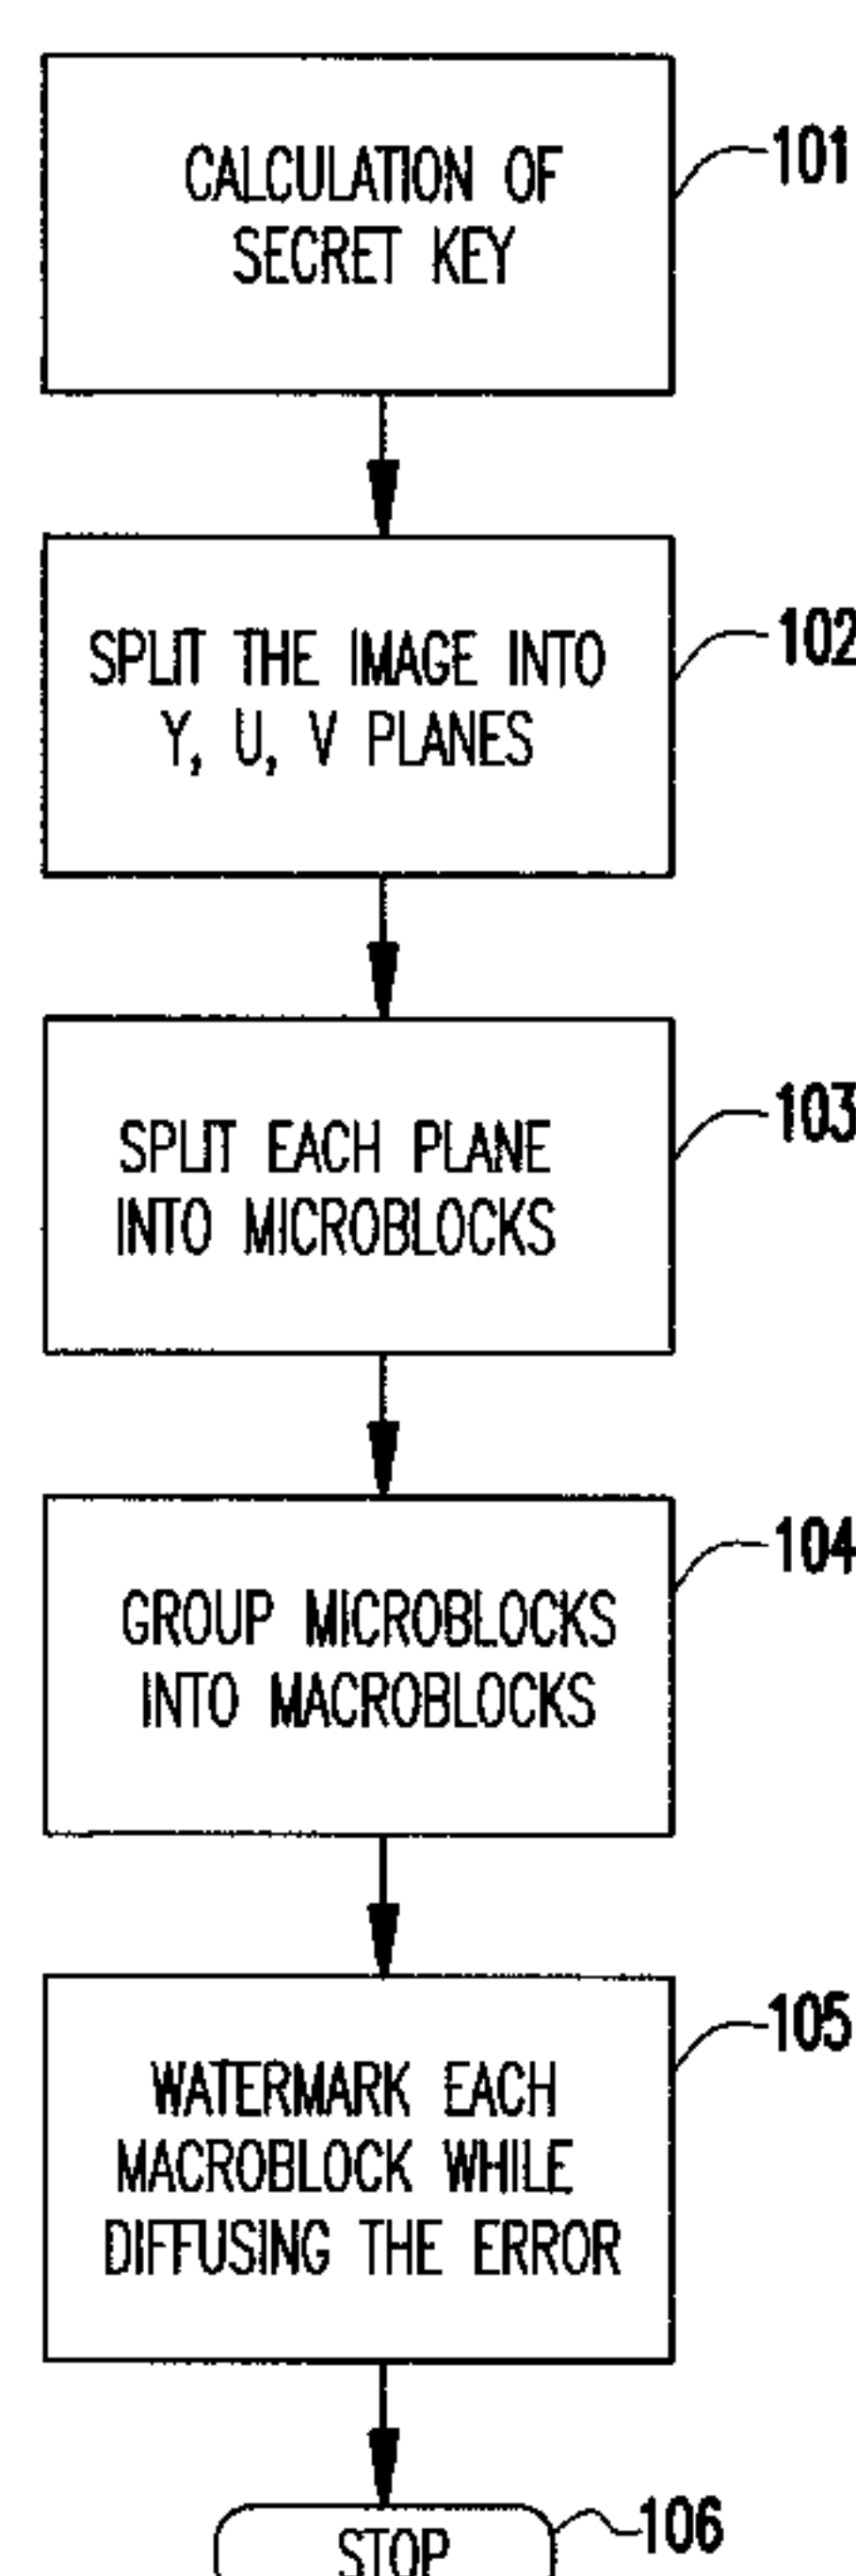 CALCULATION OF
SECRET KEY
101
SPLIT THE IMAGE INTO
Y, U, V PLANES
102
SPLIT EACH PLANE
INTO MICROBLOCKS
103
GROUP MICROBLOCKS
INTO MACROBLOCKS
104
WATERMARK EACH
MACROBLOCK WHILE
DIFFUSING THE ERROR
105
STOP
106